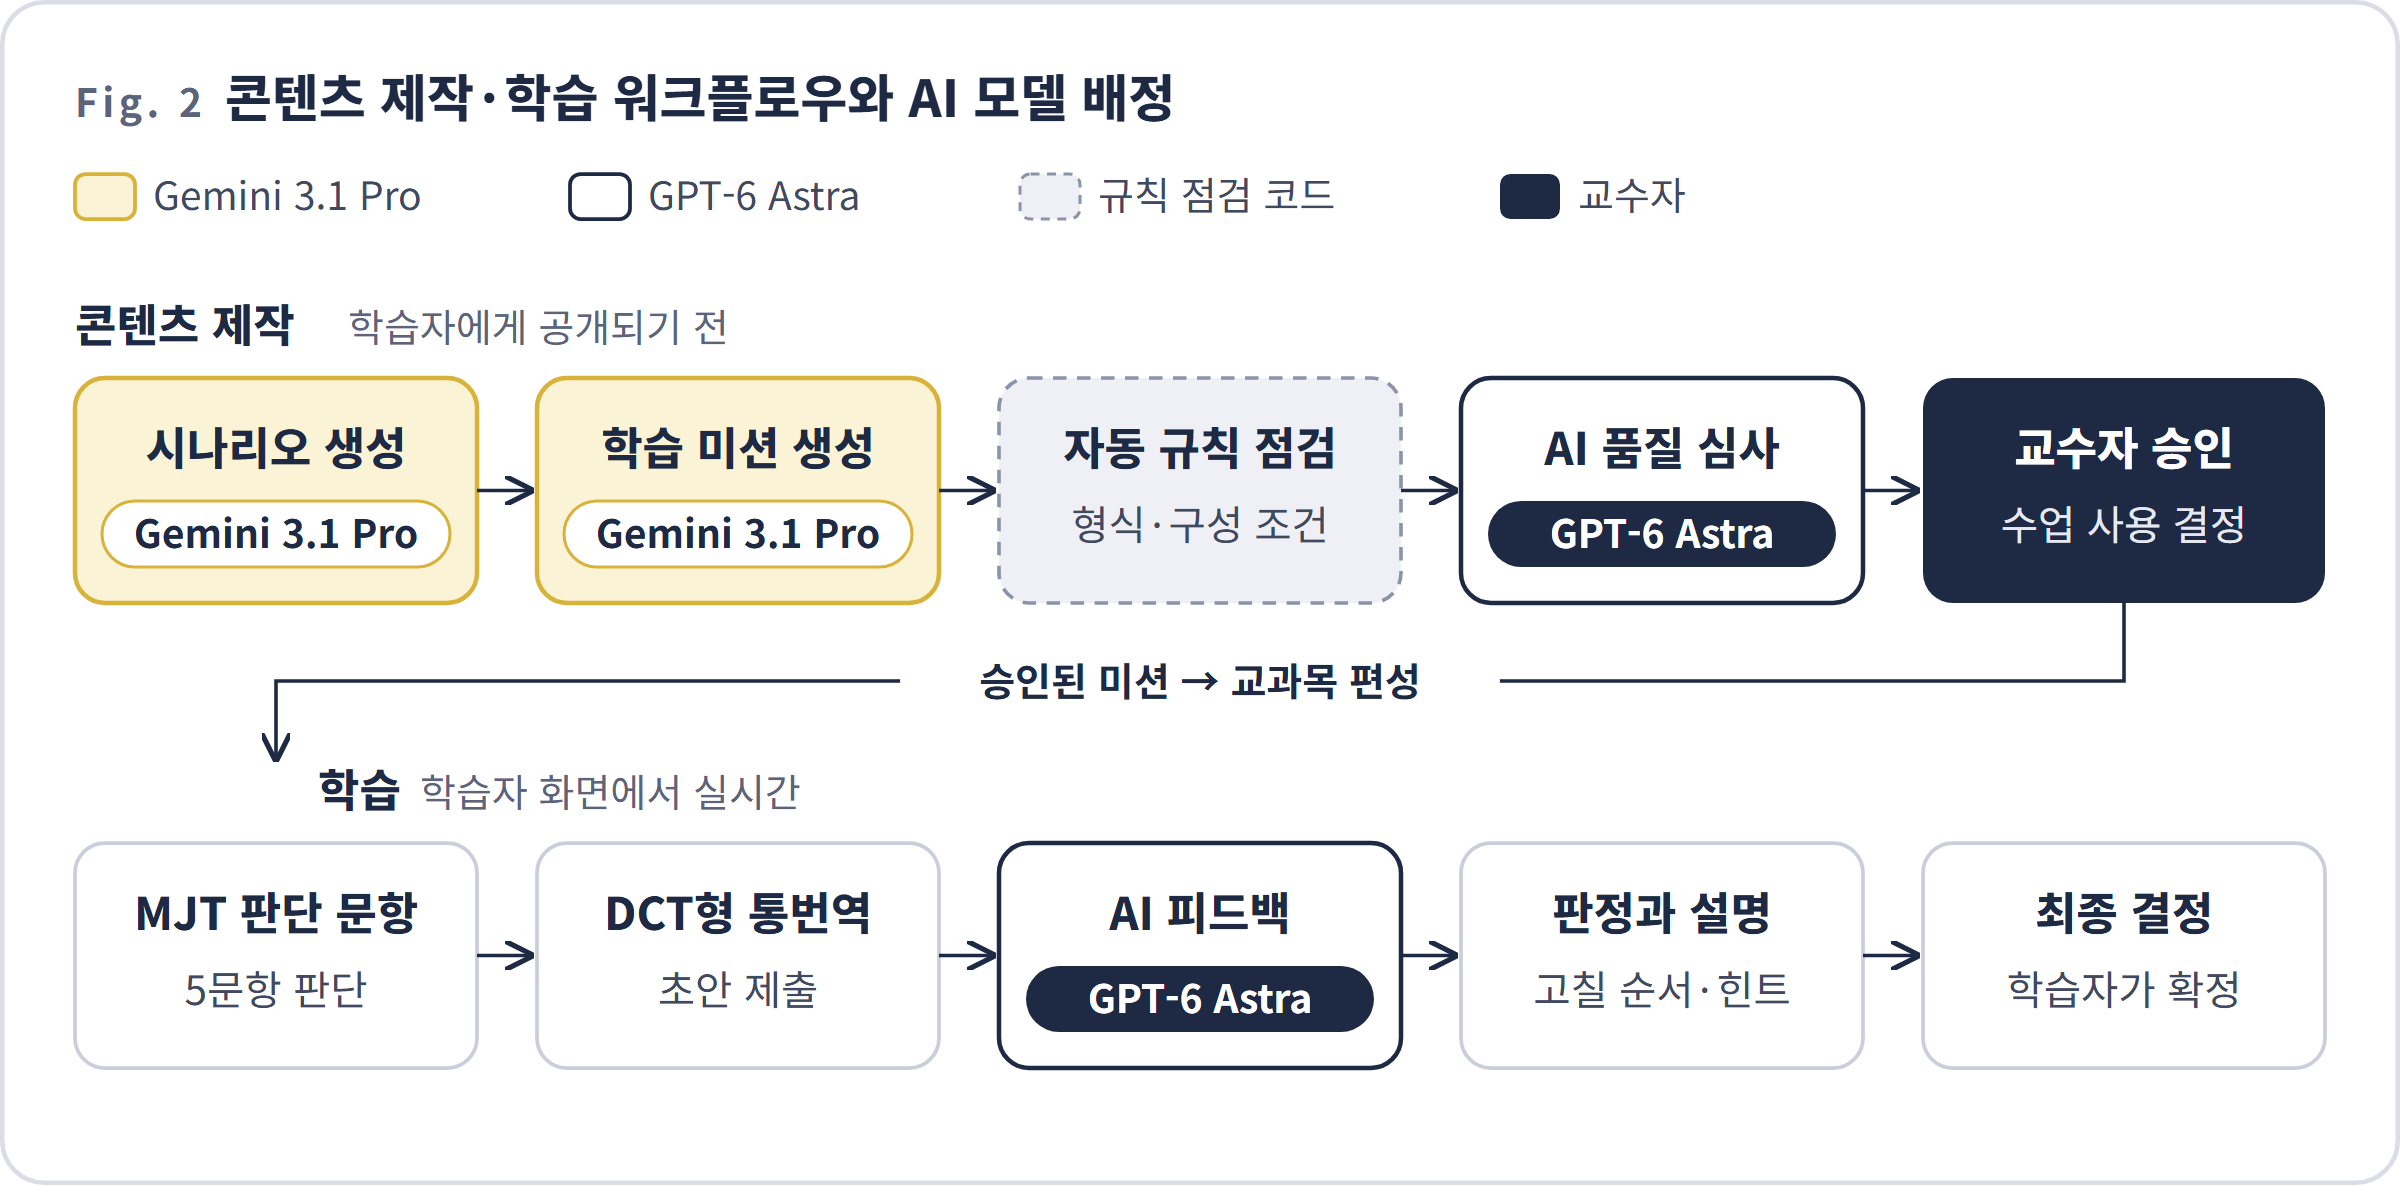 Fig. 2 콘텐츠 제작·학습 워크플로우와 AI 모델 배정
Gemini 3.1 Pro
GPT-6 Astra
규칙 점검 코드
교수자
콘텐츠 제작 학습자에게 공개되기 전
시나리오 생성
Gemini 3.1 Pro
학습 미션 생성
Gemini 3.1 Pro
자동 규칙 점검
형식·구성 조건
AI 품질 심사
GPT-6 Astra
교수자 승인
수업 사용 결정
승인된 미션 → 교과목 편성
학습 학습자 화면에서 실시간
MJT 판단 문항
5문항 판단
DCT형 통번역
초안 제출
AI 피드백
GPT-6 Astra
판정과 설명
고칠 순서·힌트
최종 결정
학습자가 확정